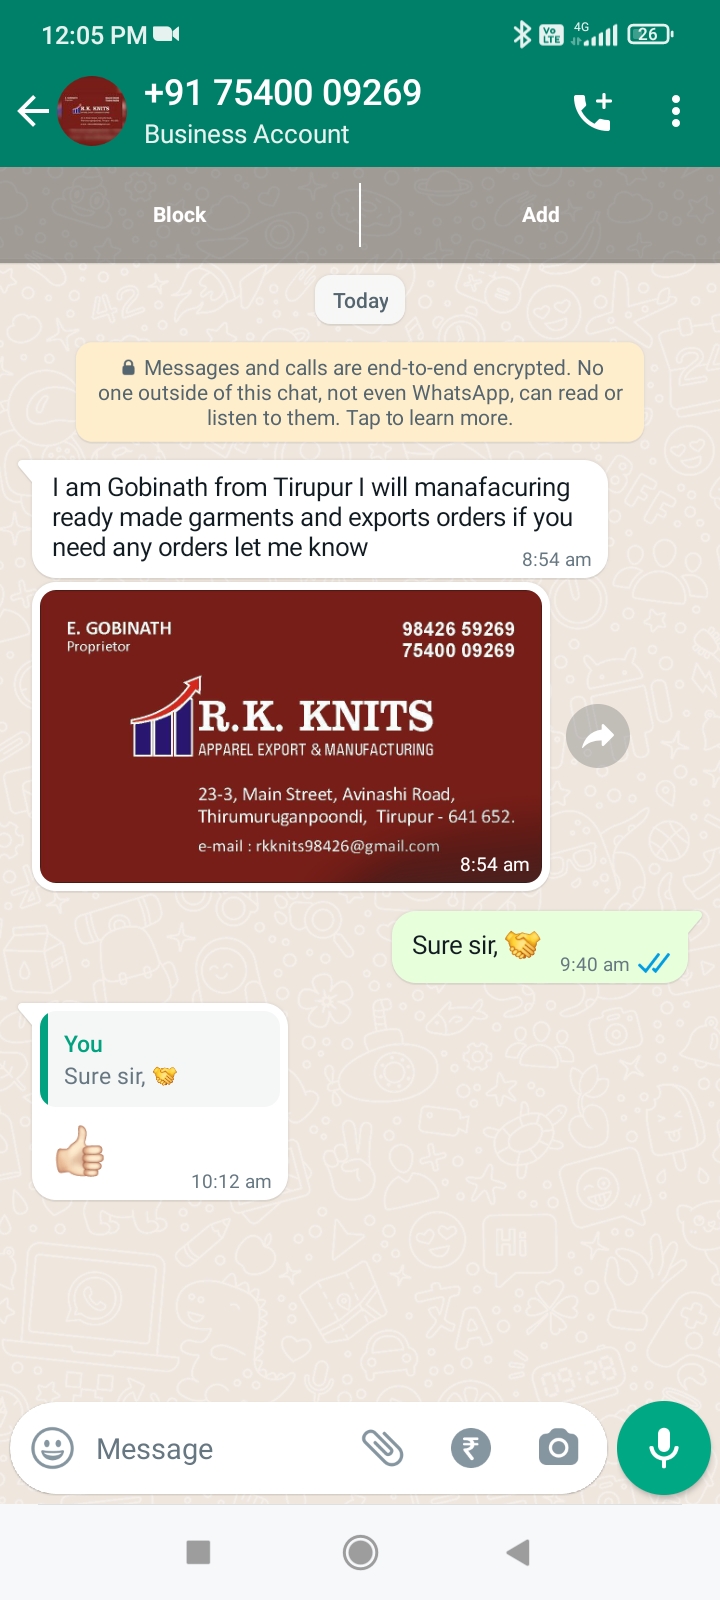 12:05 PM
4G
Vo
LTE
26
+91 75400 09269
Business Account
Block
Add
Today
Messages and calls are end-to-end encrypted. No
one outside of this chat, not even WhatsApp, can read or
listen to them. Tap to learn more.
I am Gobinath from Tirupur I will manafacuring
ready made garments and exports orders if you
need any orders let me know
8:54 am
E. GOBINATH
Proprietor
98426 59269
75400 09269
R.K. KNITS
APPAREL EXPORT & MANUFACTURING
23-3, Main Street, Avinashi Road,
Thirumuruganpoondi, Tirupur - 641 652.
e-mail : rkknits98426@gmail.com
8:54 am
Sure sir, 🤝
9:40 am
You
Sure sir, 🤝
👍🏻
10:12 am
Message